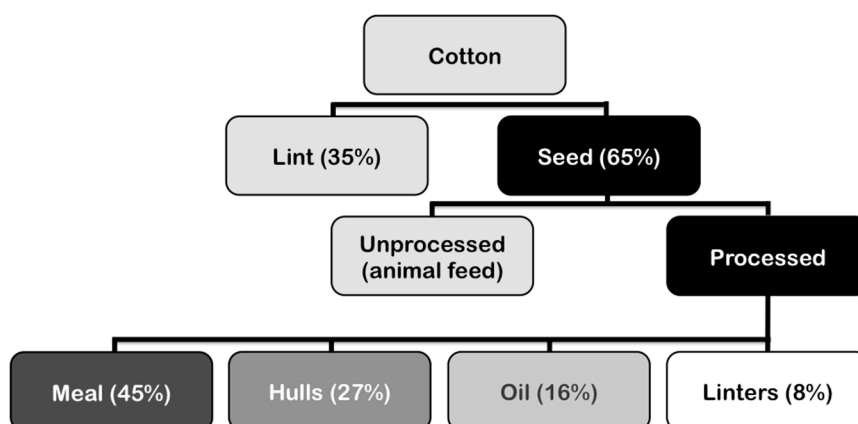 Cotton
Lint (35%)
Seed (65%)
Unprocessed
(animal feed)
Processed
Meal (45%)
Hulls (27%)
Oil (16%)
Linters (8%)